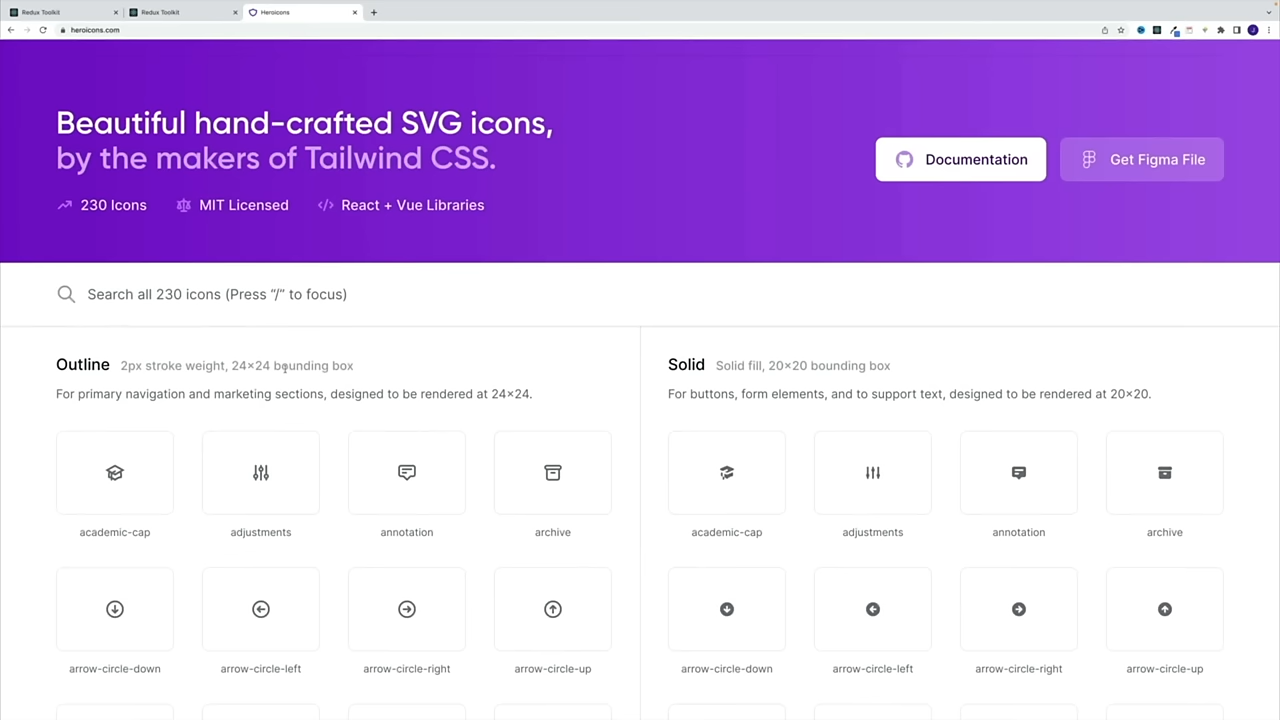 Redux Toolkit
Redux Toolkit
Heroicons
heroicons.com
Beautiful hand-crafted SVG icons,
by the makers of Tailwind CSS.
230 Icons
MIT Licensed
React + Vue Libraries
Documentation
Get Figma File
Search all 230 icons (Press “/” to focus)
Outline 2px stroke weight, 24×24 bounding box
For primary navigation and marketing sections, designed to be rendered at 24×24.
academic-cap
adjustments
annotation
archive
arrow-circle-down
arrow-circle-left
arrow-circle-right
arrow-circle-up
Solid Solid fill, 20×20 bounding box
For buttons, form elements, and to support text, designed to be rendered at 20×20.
academic-cap
adjustments
annotation
archive
arrow-circle-down
arrow-circle-left
arrow-circle-right
arrow-circle-up